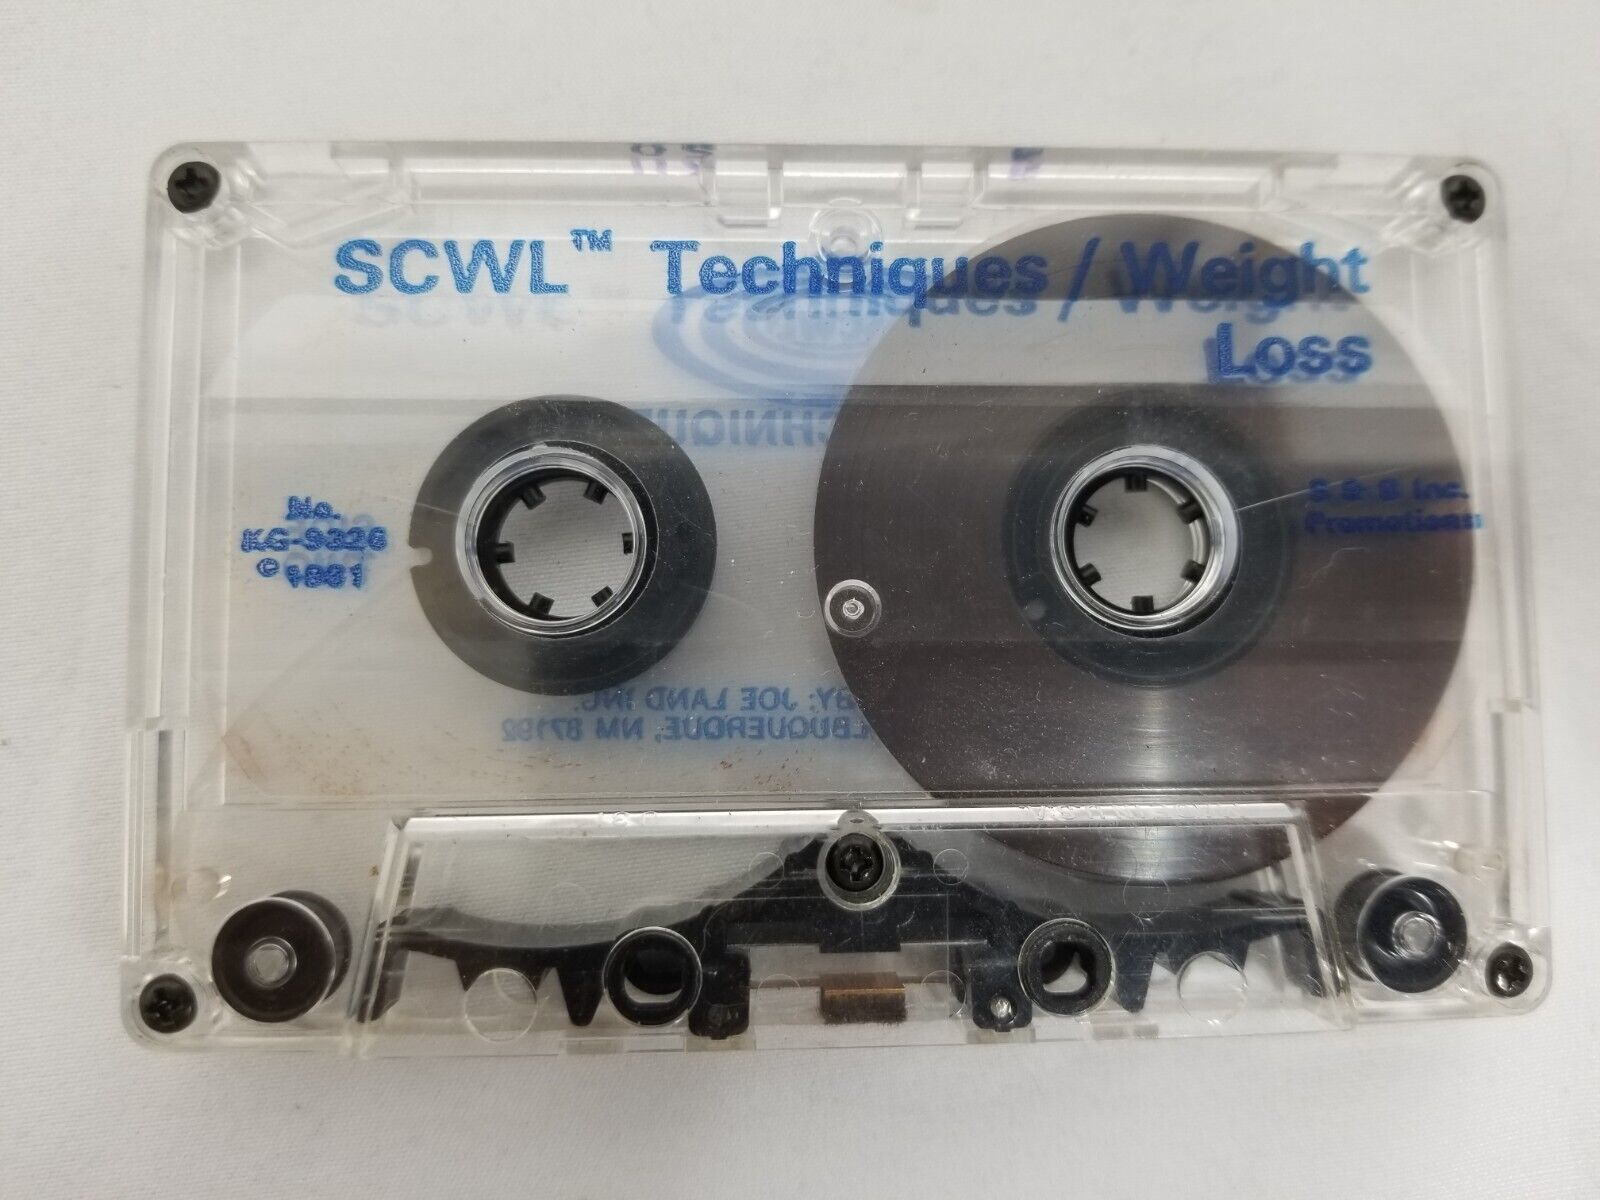 SCWL™ Techniques / Weight
Loss
No.
KG-9326
© 1991
S & B Inc.
Promotions
BY: JOE LAND INC.
ALBUQUERQUE, NM 87192